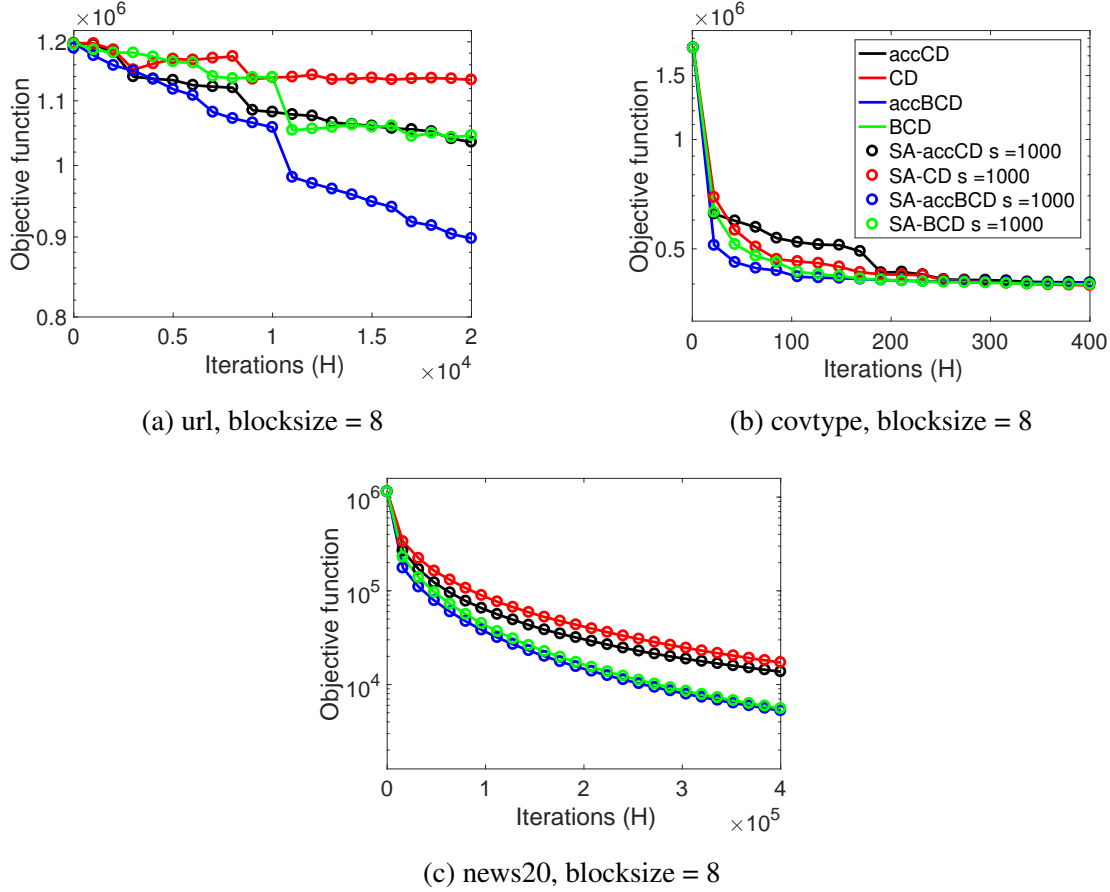 ×10^6
1.2
1.1
1
0.9
0.8
Objective function
0 0.5 1 1.5 2
Iterations (H)
×10^4
(a) url, blocksize = 8
×10^6
1.5
1
0.5
Objective function
accCD
CD
accBCD
BCD
SA-accCD s =1000
SA-CD s =1000
SA-accBCD s =1000
SA-BCD s =1000
0 100 200 300 400
Iterations (H)
(b) covtype, blocksize = 8
10^6
10^5
10^4
Objective function
0 1 2 3 4
Iterations (H)
×10^5
(c) news20, blocksize = 8